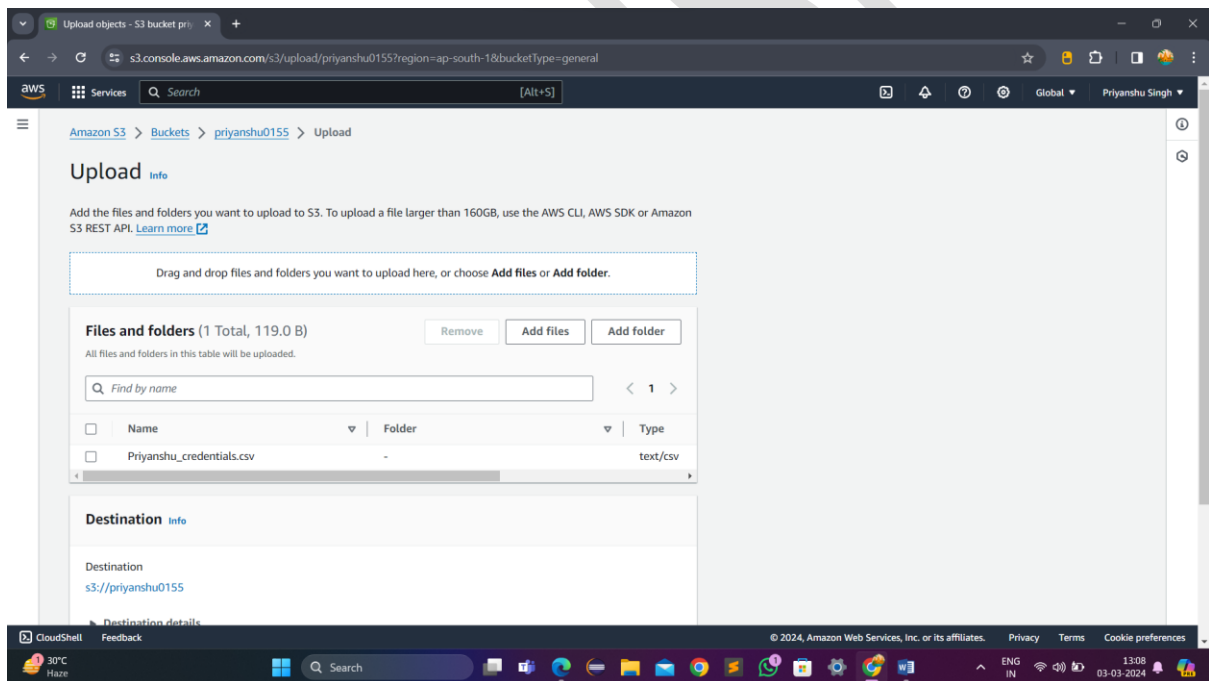 Upload objects - S3 bucket priy
s3.console.aws.amazon.com/s3/upload/priyanshu0155?region=ap-south-1&bucketType=general
aws
Services
Search
[Alt+S]
Global
Priyanshu Singh
Amazon S3 > Buckets > priyanshu0155 > Upload
Upload Info
Add the files and folders you want to upload to S3. To upload a file larger than 160GB, use the AWS CLI, AWS SDK or Amazon
S3 REST API. Learn more
Drag and drop files and folders you want to upload here, or choose Add files or Add folder.
Files and folders (1 Total, 119.0 B)
Remove
Add files
Add folder
All files and folders in this table will be uploaded.
Find by name
< 1 >
Name
Folder
Type
Priyanshu_credentials.csv
-
text/csv
Destination Info
Destination
s3://priyanshu0155
Destination details
CloudShell
Feedback
© 2024, Amazon Web Services, Inc. or its affiliates.
Privacy
Terms
Cookie preferences
1
30°C
Haze
Search
ENG
IN
13:08
03-03-2024